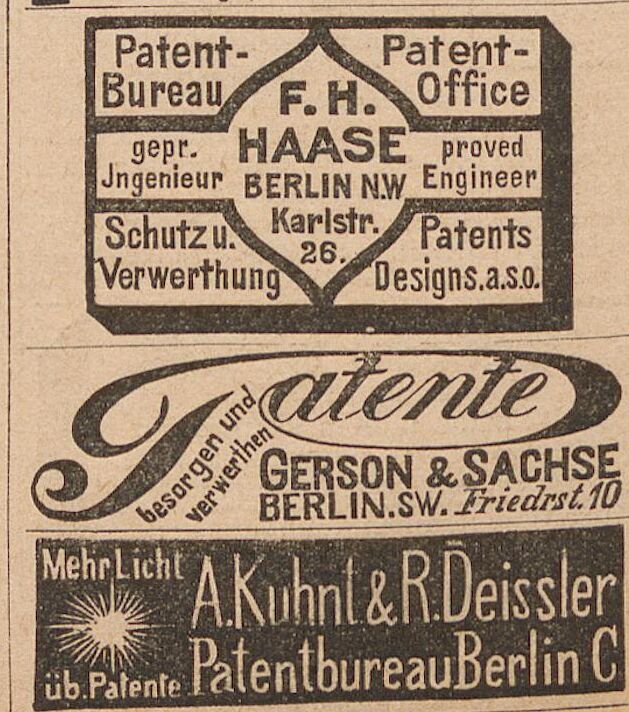 Patent-
Bureau
gepr.
Jngenieur
Schutz u.
Verwerthung
F. H.
HAASE
BERLIN N.W
Karlstr.
26.
Patent-
Office
proved
Engineer
Patents
Designs.a.s.o.
Patente
besorgen und
verwerthen
GERSON & SACHSE
BERLIN.SW. Friedrst. 10
Mehr Licht
üb. Patente
A. Kuhnt & R. Deissler
Patentbureau Berlin C